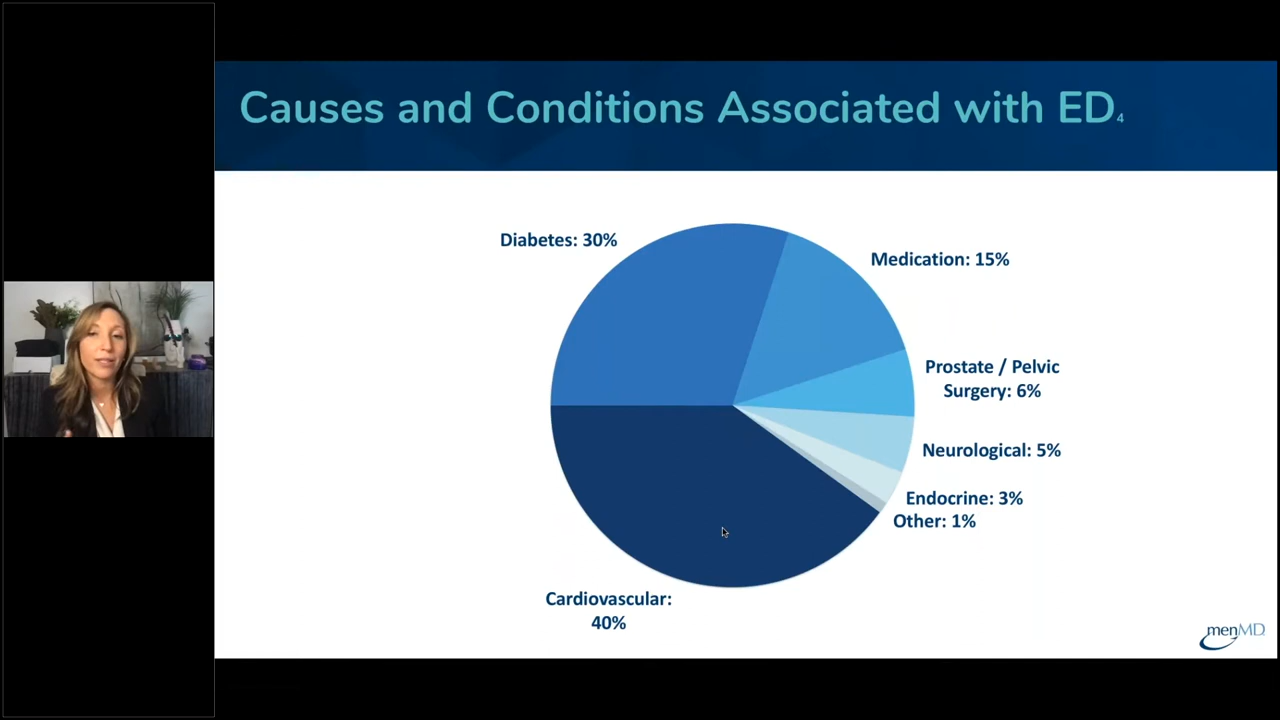 Causes and Conditions Associated with ED4
Diabetes: 30%
Medication: 15%
Prostate / Pelvic
Surgery: 6%
Neurological: 5%
Endocrine: 3%
Other: 1%
Cardiovascular:
40%
menMD